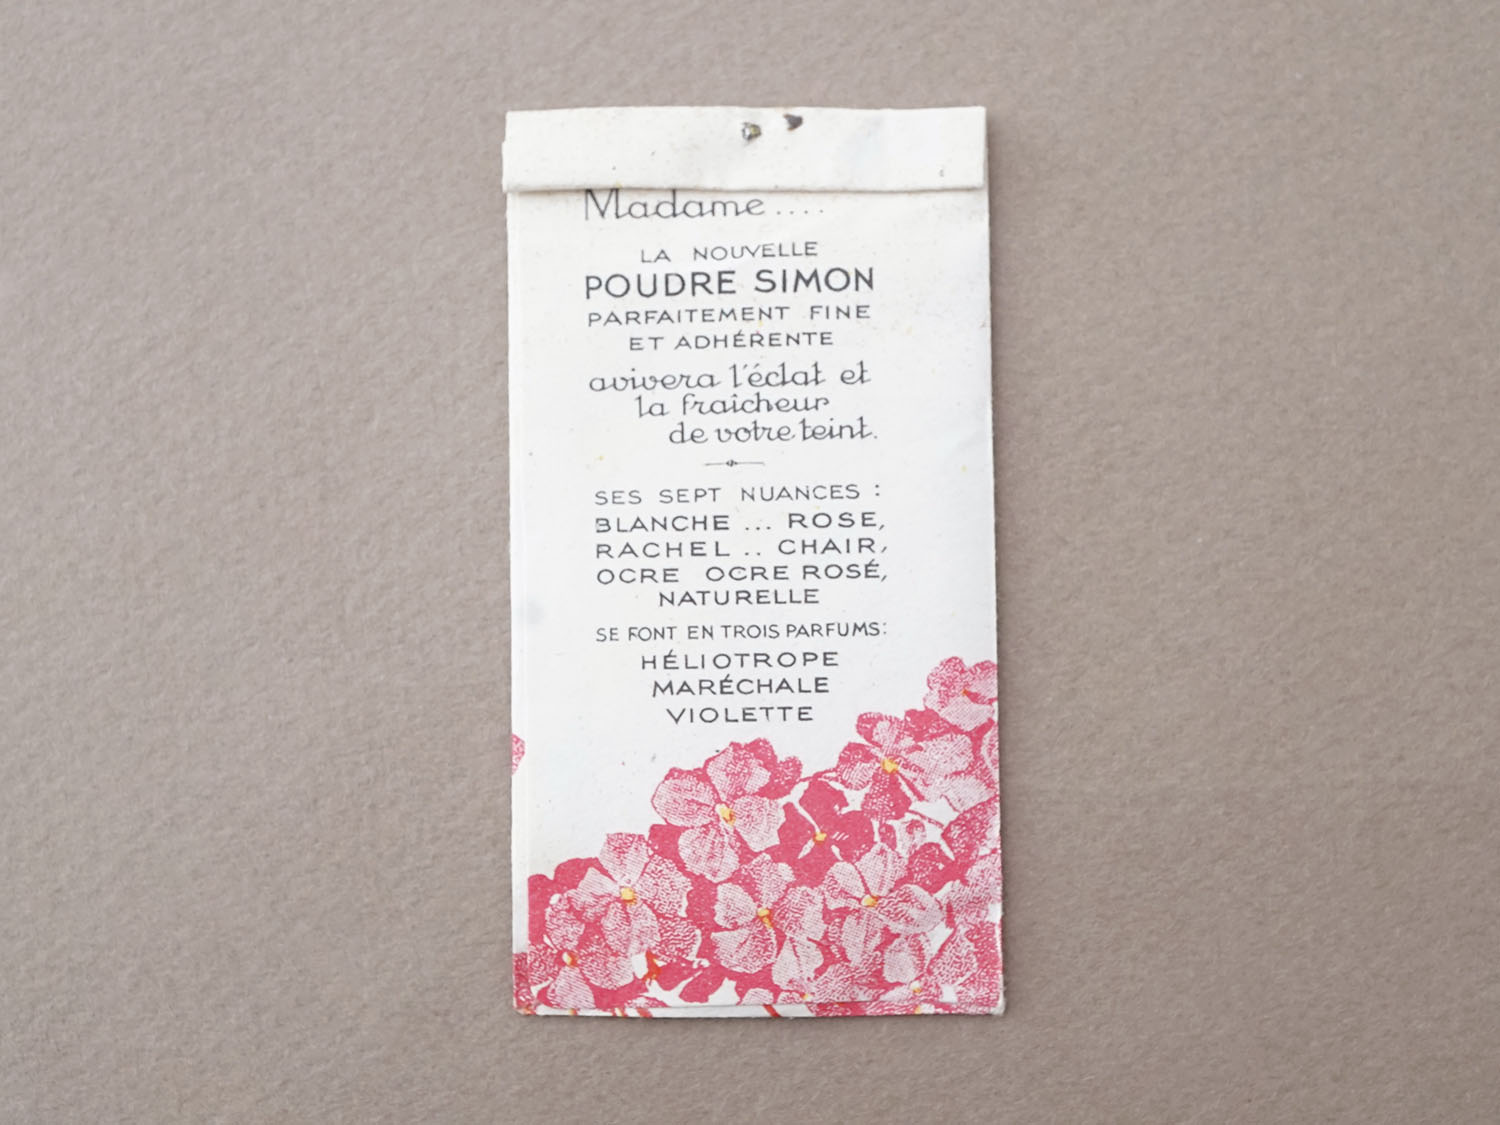 Madame ....
LA NOUVELLE
POUDRE SIMON
PARFAITEMENT FINE
ET ADHÉRENTE
avivera l'éclat et
la fraîcheur
de votre teint.
SES SEPT NUANCES :
BLANCHE ... ROSE,
RACHEL .. CHAIR,
OCRE OCRE ROSÉ,
NATURELLE
SE FONT EN TROIS PARFUMS:
HÉLIOTROPE
MARÉCHALE
VIOLETTE